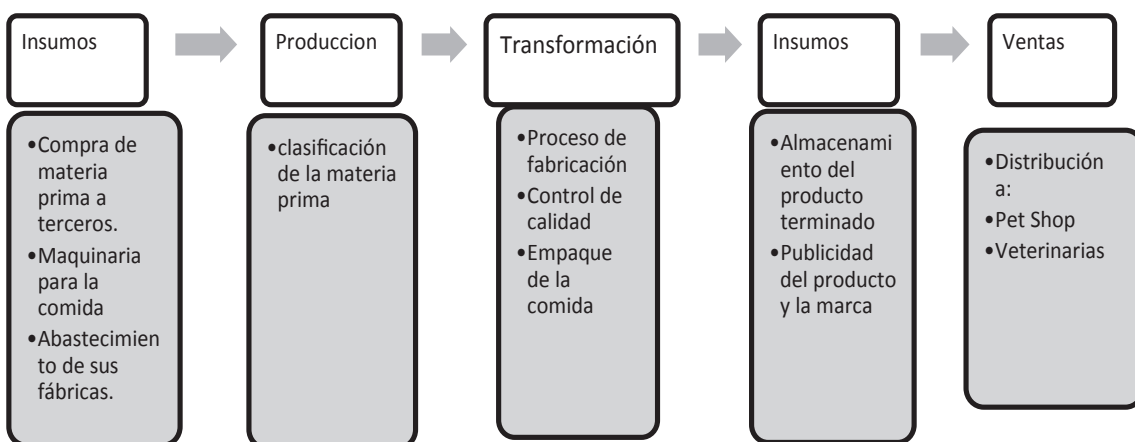 Insumos
Produccion
Transformación
Insumos
Ventas
•Compra de
materia
prima a
terceros.
•Maquinaria
para la
comida
•Abastecimien
to de sus
fábricas.
•clasificación
de la materia
prima
•Proceso de
fabricación
•Control de
calidad
•Empaque
de la
comida
•Almacenami
ento del
producto
terminado
•Publicidad
del producto
y la marca
•Distribución
a:
•Pet Shop
•Veterinarias